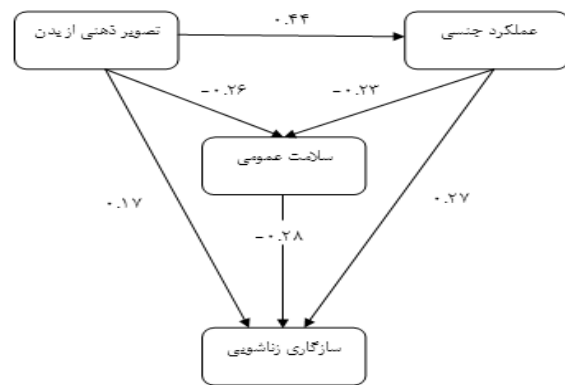 تصویر ذهنی از بدن
۰.۴۴
عملکرد جنسی
-۰.۲۶
-۰.۲۳
سلامت عمومی
۰.۱۷
-۰.۲۸
۰.۲۷
سازگاری زناشویی